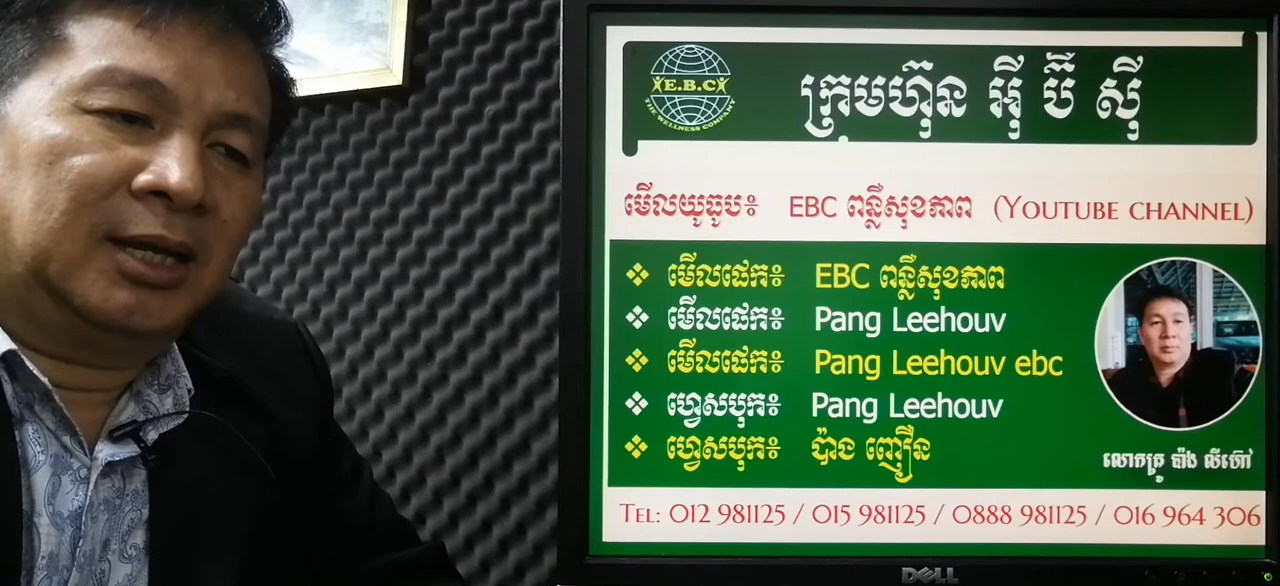 E.B.C
THE WELLNESS COMPANY
ក្រុមហ៊ុន អ៊ី ប៊ី ស៊ី
មើលយូធូប៖ EBC ពន្លឺសុខភាព (YOUTUBE CHANNEL)
❖ មើលផេក៖ EBC ពន្លឺសុខភាព
❖ មើលផេក៖ Pang Leehouv
❖ មើលផេក៖ Pang Leehouv ebc
❖ ហ្វេសបុក៖ Pang Leehouv
❖ ហ្វេសបុក៖ ប៉ាង ញឿន
លោកគ្រូ ប៉ាង លីហ៊ៅ
TEL: 012 981125 / 015 981125 / 0888 981125 / 016 964 306
DELL